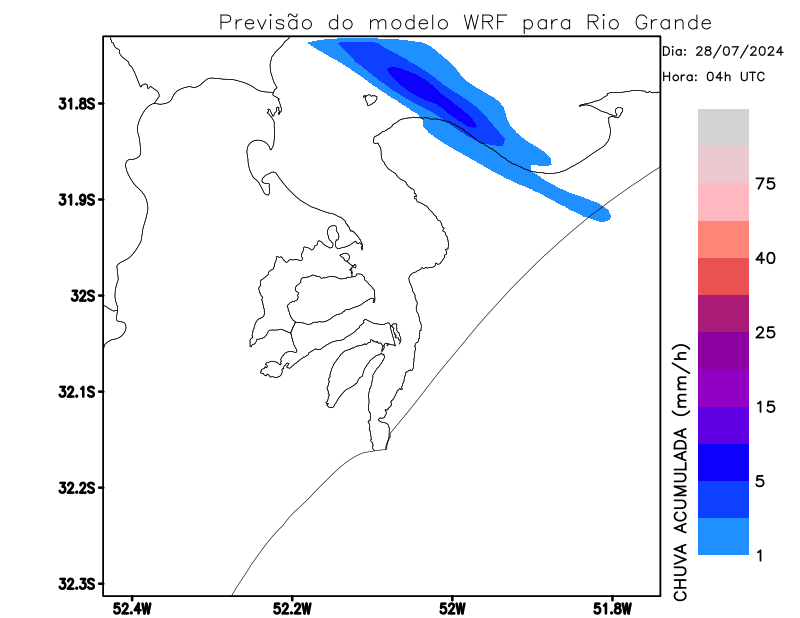 Previsão do modelo WRF para Rio Grande
Dia: 28/07/2024
Hora: 04h UTC
31.8S
31.9S
32S
32.1S
32.2S
32.3S
52.4W
52.2W
52W
51.8W
75
40
25
15
5
1
CHUVA ACUMULADA (mm/h)